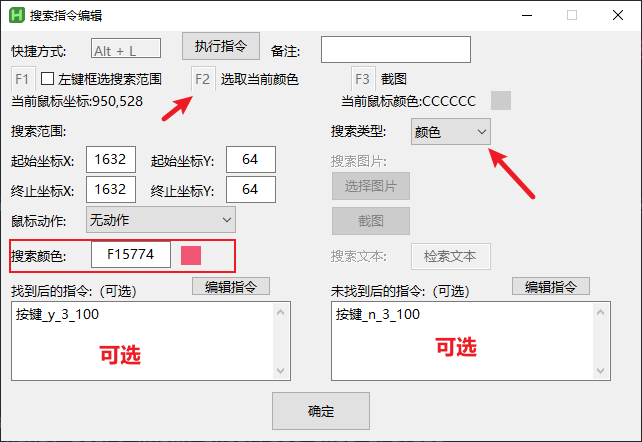 搜索指令编辑
快捷方式: Alt + L 执行指令 备注:
F1 左键框选搜索范围 F2 选取当前颜色 F3 截图
当前鼠标坐标:950,528 当前鼠标颜色:CCCCCC
搜索范围: 搜索类型: 颜色
起始坐标X: 1632 起始坐标Y: 64 搜索图片:
终止坐标X: 1632 终止坐标Y: 64 选择图片
鼠标动作: 无动作 截图
搜索颜色: F15774 搜索文本: 检索文本
找到后的指令:（可选） 编辑指令 未找到后的指令:（可选） 编辑指令
按键_y_3_100 按键_n_3_100
可选 可选
确定